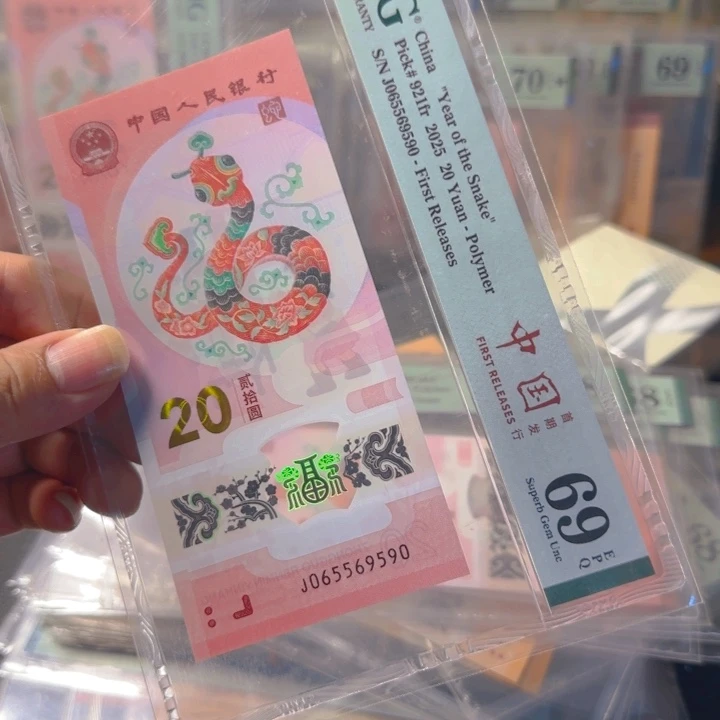 中国人民银行
20
贰拾圆
福
J065569590
G®
China
"Year of the Snake"
Pick# 921fr 2025 20 Yuan - Polymer
S/N J065569590 - First Releases
中国
首期发行
FIRST RELEASES
69
EPQ
Superb Gem Unc
70
69